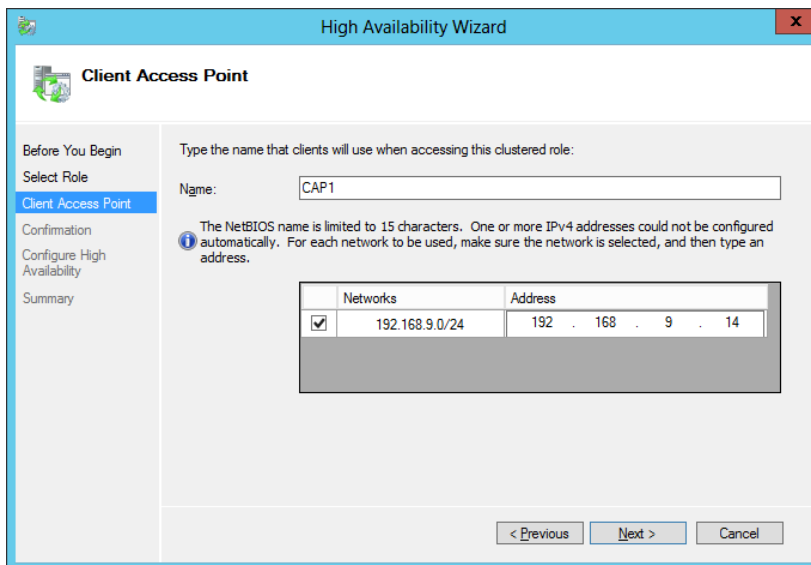 High Availability Wizard
x
Client Access Point
Before You Begin
Select Role
Client Access Point
Confirmation
Configure High
Availability
Summary
Type the name that clients will use when accessing this clustered role:
Name:
CAP1
The NetBIOS name is limited to 15 characters. One or more IPv4 addresses could not be configured
automatically. For each network to be used, make sure the network is selected, and then type an
address.
Networks Address
192.168.9.0/24 192 . 168 . 9 . 14
< Previous Next > Cancel